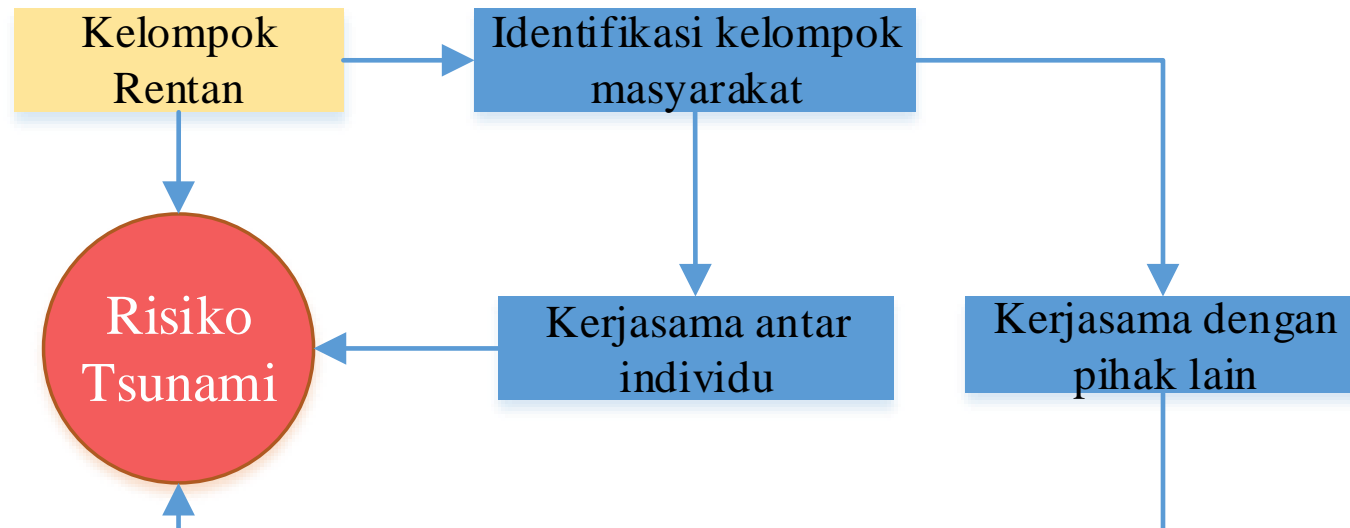 Kelompok
Rentan
Identifikasi kelompok
masyarakat
Risiko
Tsunami
Kerjasama antar
individu
Kerjasama dengan
pihak lain